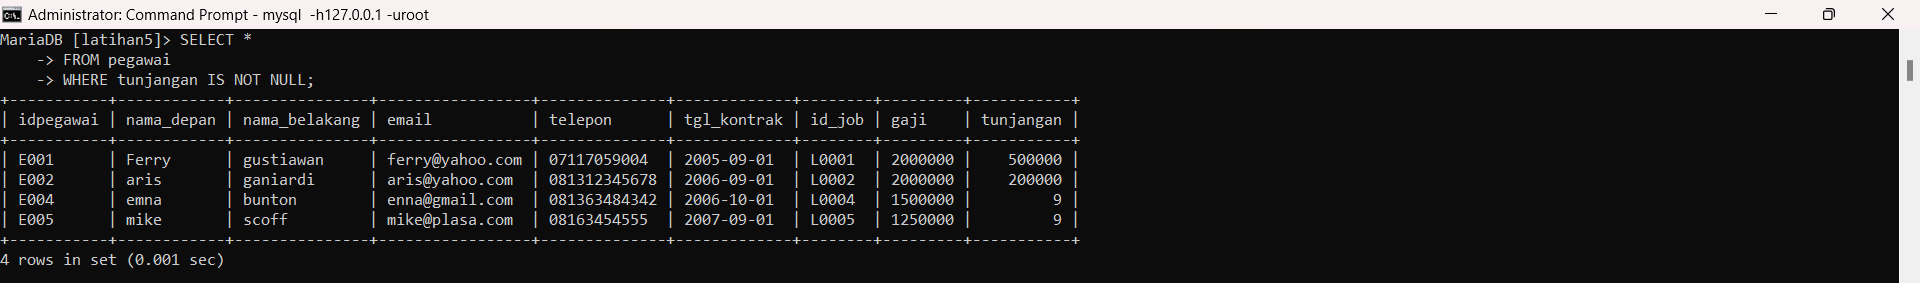 Administrator: Command Prompt - mysql  -h127.0.0.1 -uroot
MariaDB [latihan5]> SELECT *
    -> FROM pegawai
    -> WHERE tunjangan IS NOT NULL;
+-----------+------------+---------------+-----------------+--------------+-------------+--------+---------+-----------+
| idpegawai | nama_depan | nama_belakang | email           | telepon      | tgl_kontrak | id_job | gaji    | tunjangan |
+-----------+------------+---------------+-----------------+--------------+-------------+--------+---------+-----------+
| E001      | Ferry      | gustiawan     | ferry@yahoo.com | 07117059004  | 2005-09-01  | L0001  | 2000000 |    500000 |
| E002      | aris       | ganiardi      | aris@yahoo.com  | 081312345678 | 2006-09-01  | L0002  | 2000000 |    200000 |
| E004      | emna       | bunton        | enna@gmail.com  | 081363484342 | 2006-10-01  | L0004  | 1500000 |         9 |
| E005      | mike       | scoff         | mike@plasa.com  | 08163454555  | 2007-09-01  | L0005  | 1250000 |         9 |
+-----------+------------+---------------+-----------------+--------------+-------------+--------+---------+-----------+
4 rows in set (0.001 sec)